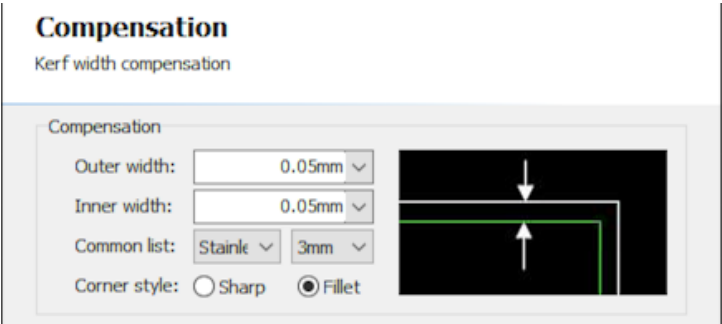 Compensation
Kerf width compensation
Compensation
Outer width: 0.05mm
Inner width: 0.05mm
Common list: Stainle 3mm
Corner style: Sharp Fillet